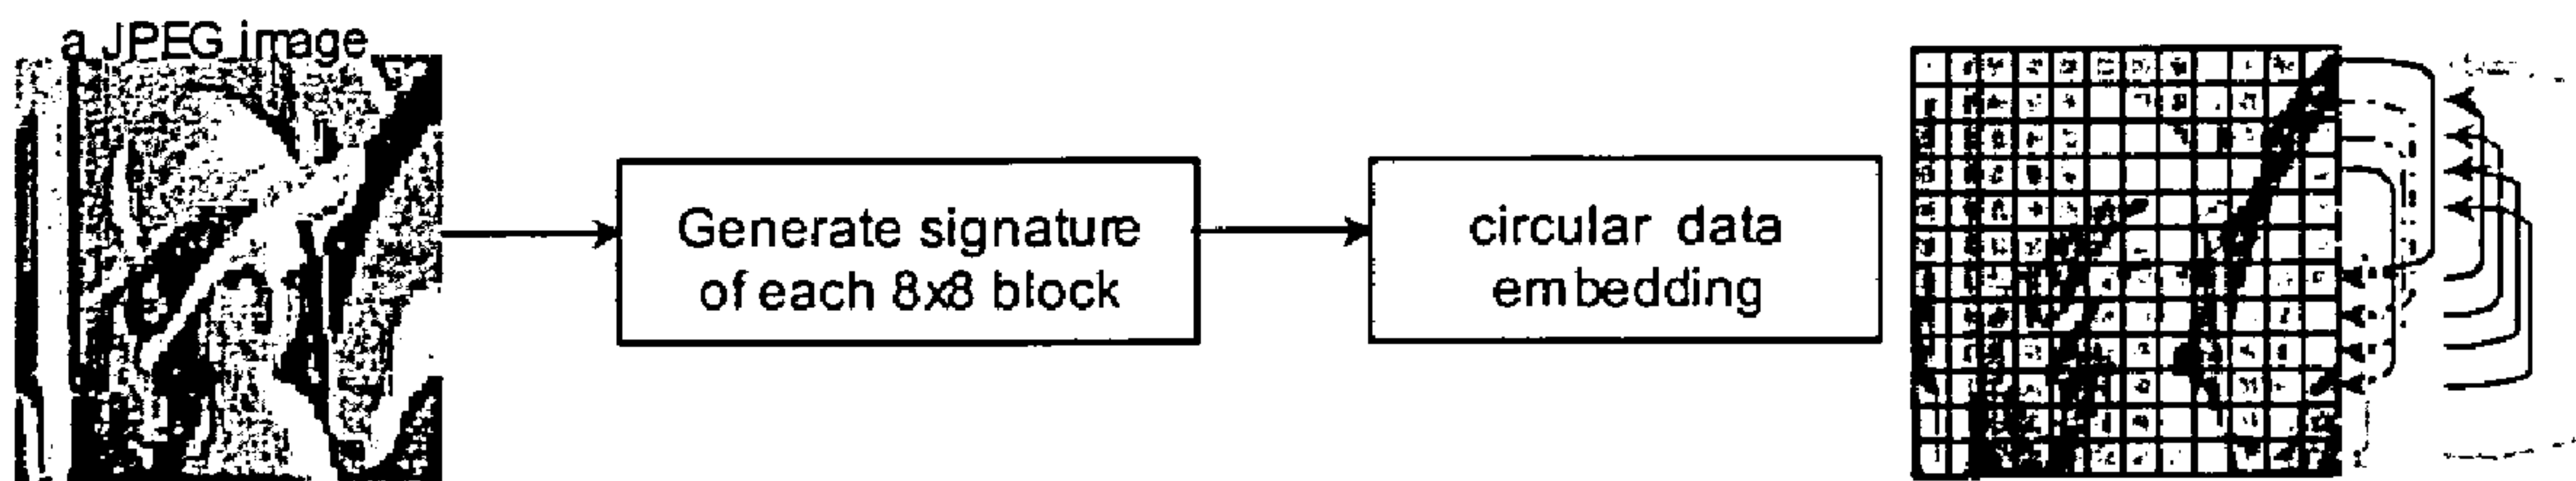 a JPEG image
Generate signature
of each 8x8 block
circular data
embedding